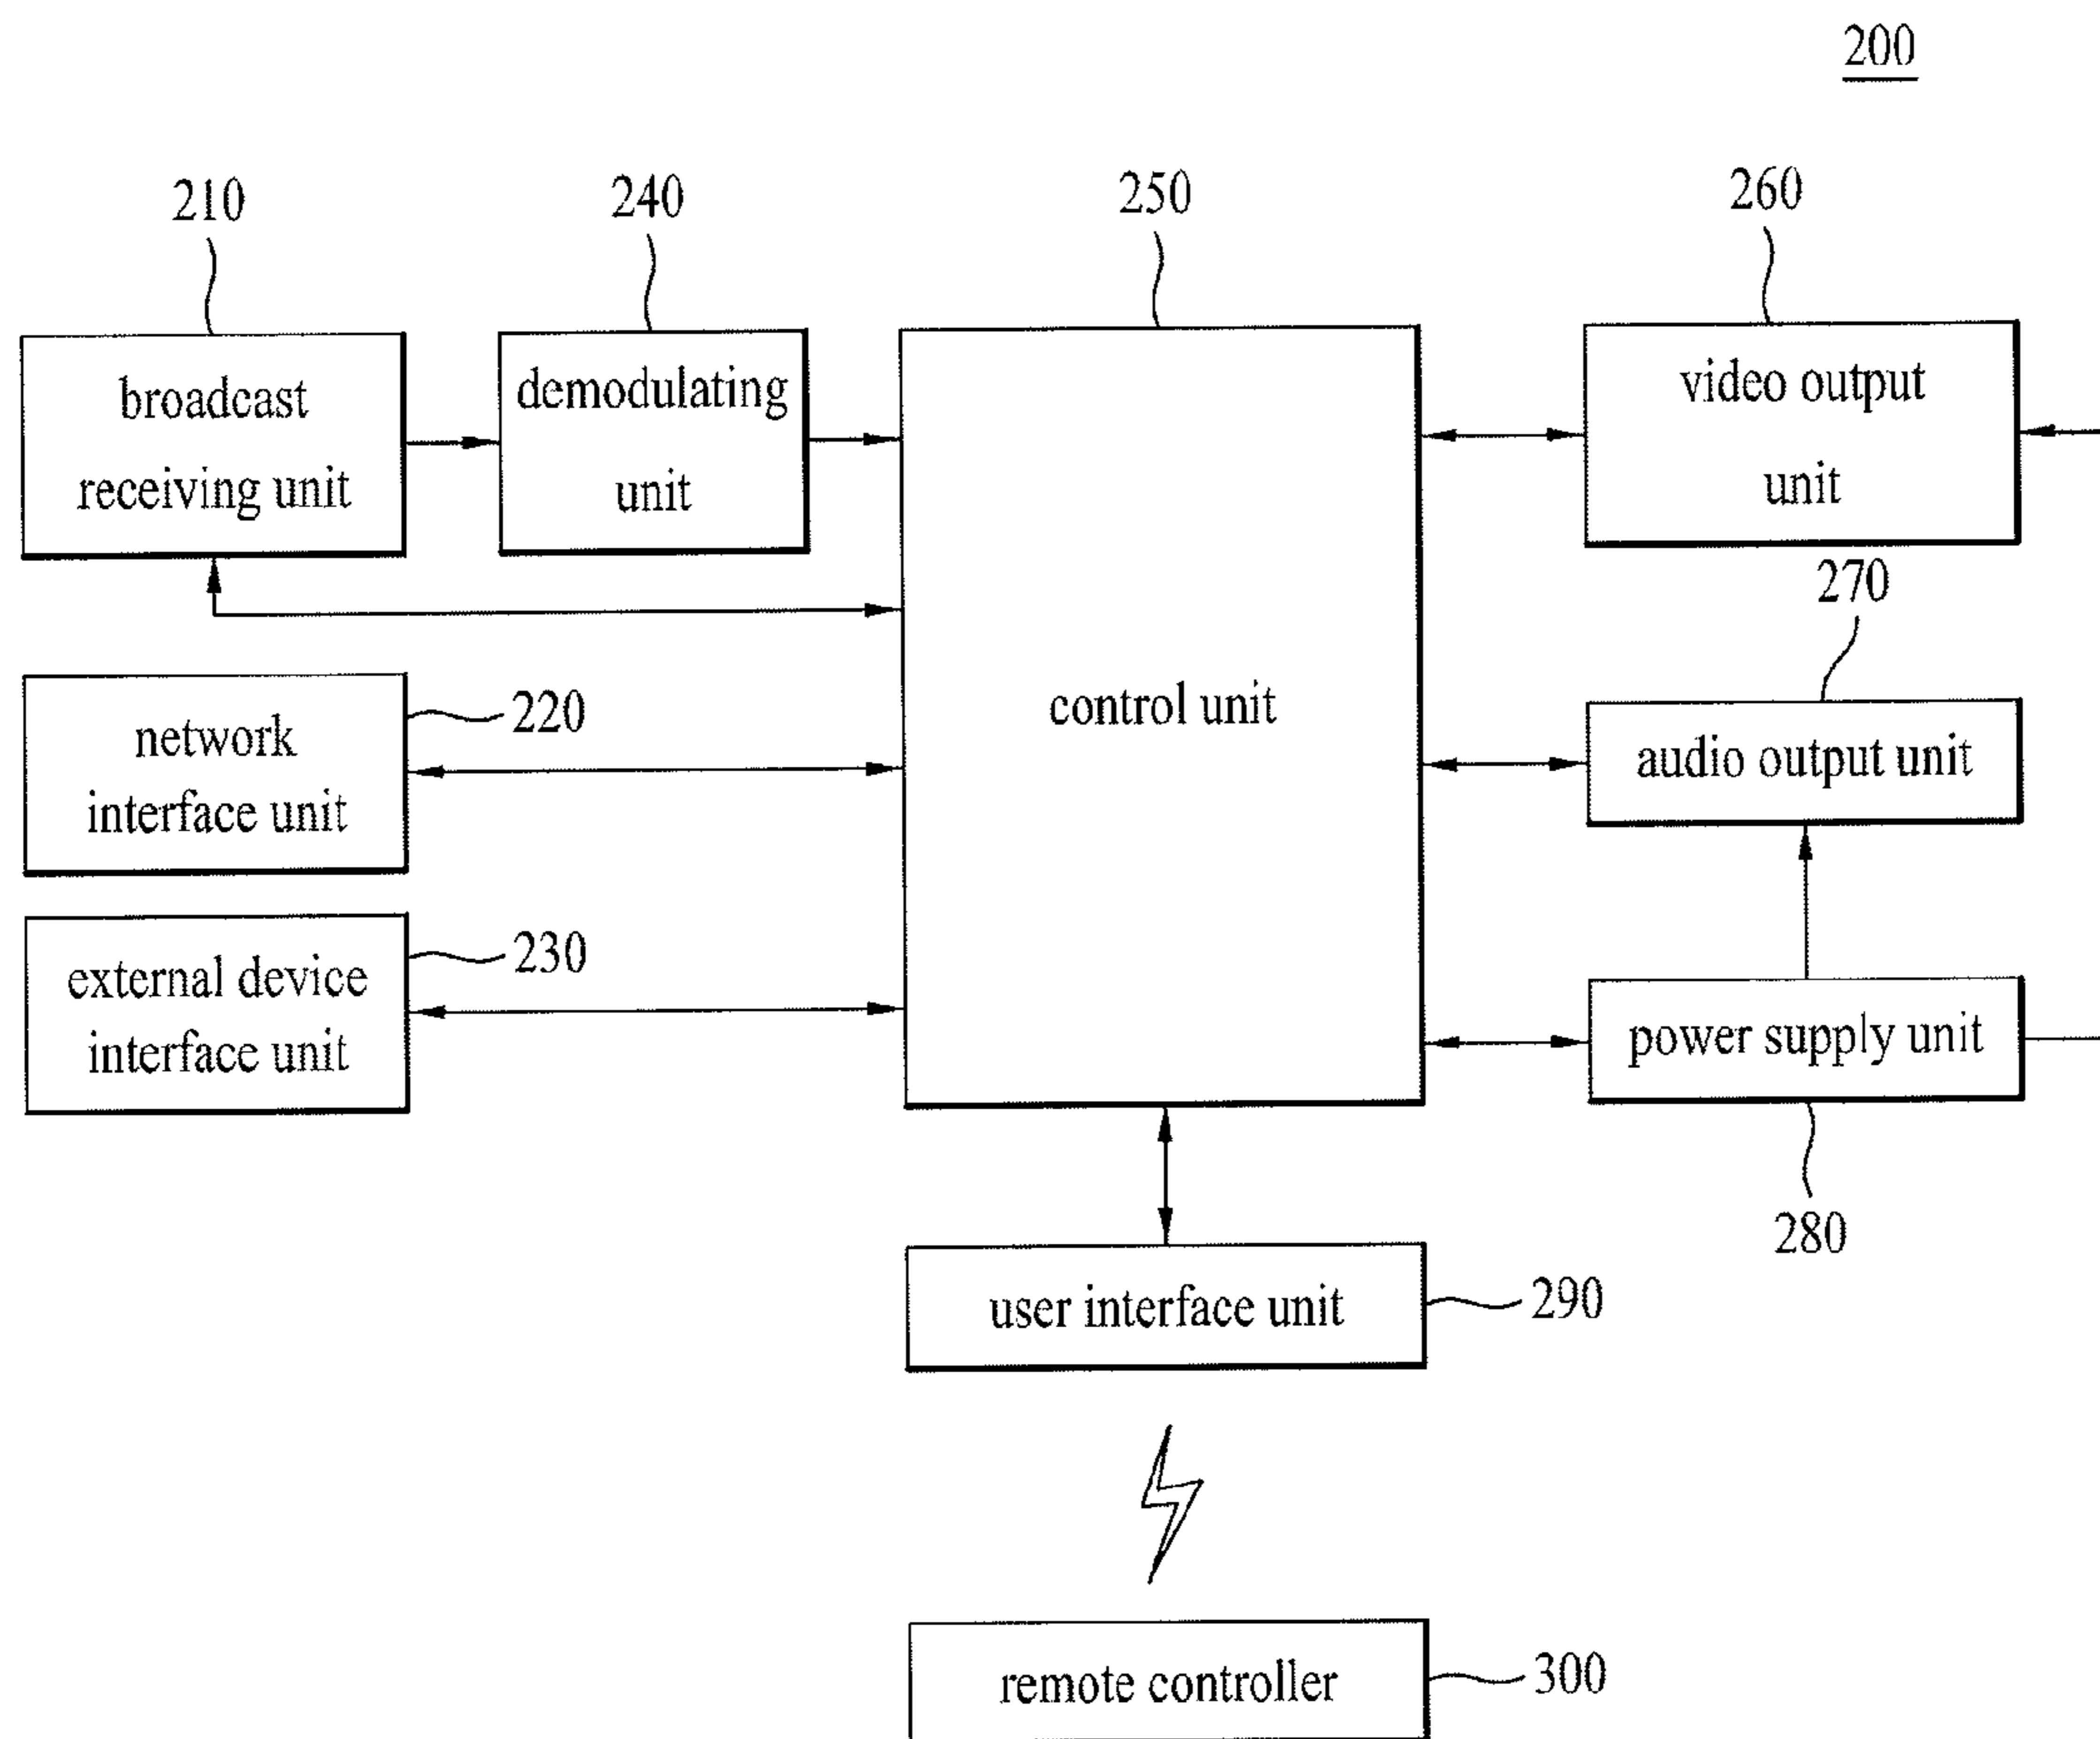 200
210
240
250
260
broadcast
receiving unit
demodulating
unit
video output
unit
270
network
interface unit
220
control unit
audio output unit
external device
interface unit
230
power supply unit
280
user interface unit
290
remote controller
300